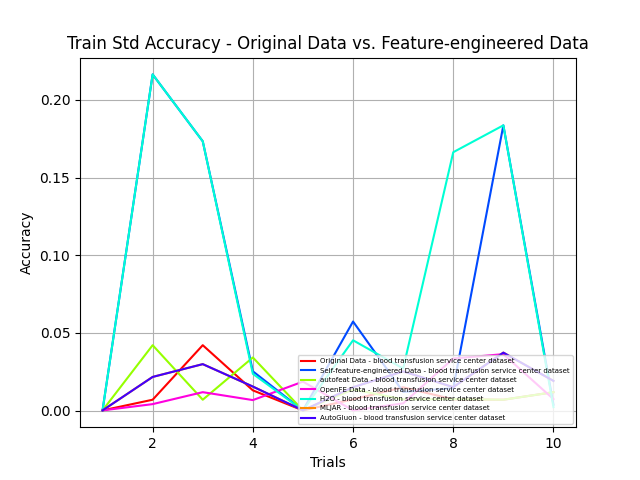 Train Std Accuracy - Original Data vs. Feature-engineered Data
0.20
0.15
0.10
0.05
0.00
Accuracy
2
4
6
8
10
Trials
Original Data - blood transfusion service center dataset
Self-feature-engineered-Data - blood transfusion service center dataset
autofeat Data - blood transfusion service center dataset
OpenFE Data - blood transfusion service center dataset
H2O - blood transfusion service center dataset
MLJAR - blood transfusion service center dataset
AutoGluon - blood transfusion service center dataset